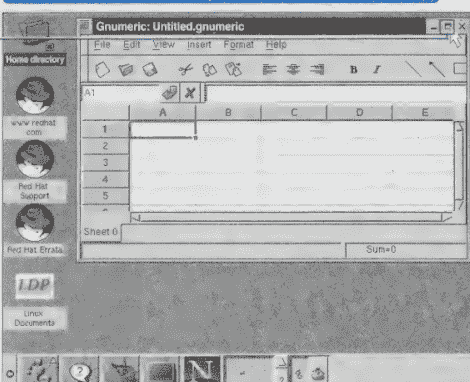 Gnumeric: Untitled.gnumeric
File Edit View Insert Format Help
Home directory
B I
A1
A B C D E
1
2
3
4
5
www redhat
com
Red Hat
Support
Sheet 0
Red Hat Errata
Sum=0
LDP
Linux
Documents
N